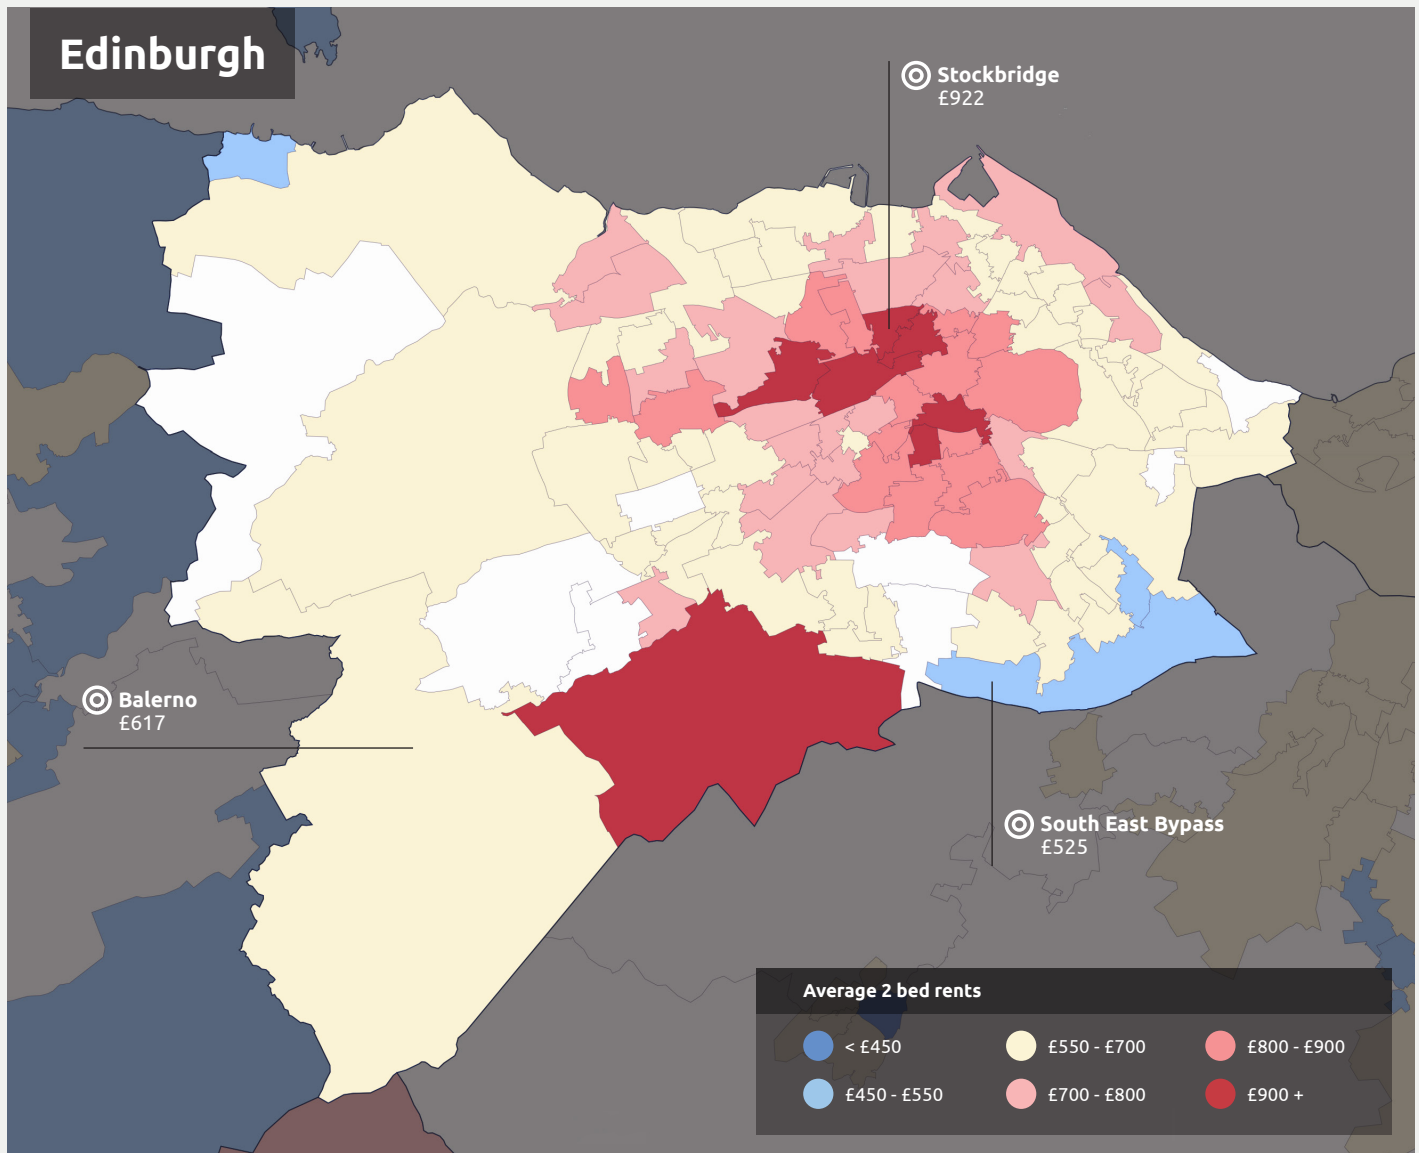 Edinburgh
Stockbridge
£922
Balerno
£617
South East Bypass
£525
Average 2 bed rents
< £450
£550 - £700
£800 - £900
£450 - £550
£700 - £800
£900 +